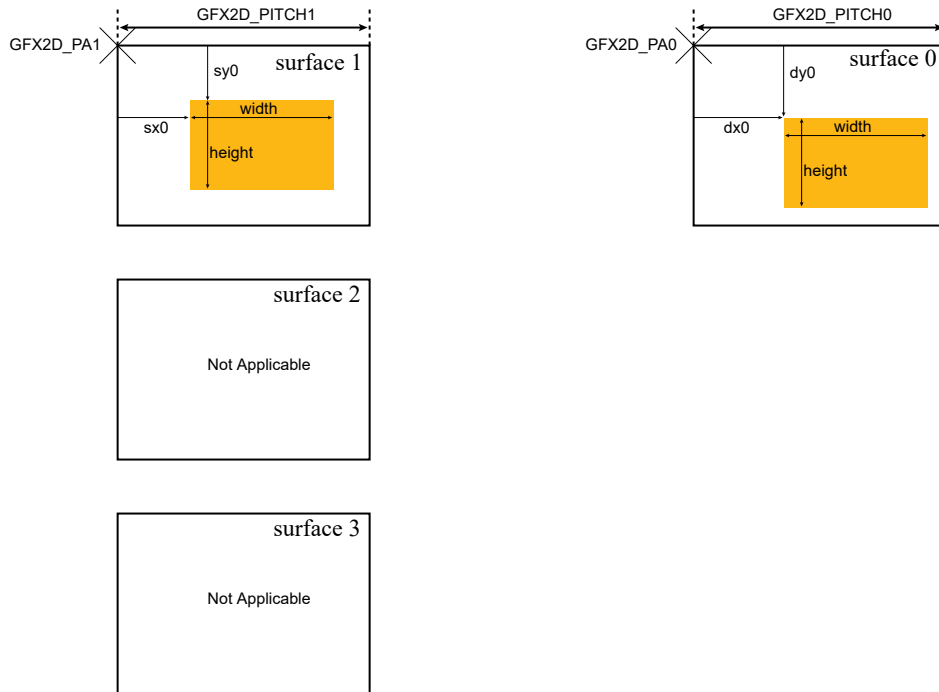 GFX2D_PITCH1
GFX2D_PA1
surface 1
sy0
width
sx0
height
GFX2D_PITCH0
GFX2D_PA0
surface 0
dy0
width
dx0
height
surface 2
Not Applicable
surface 3
Not Applicable